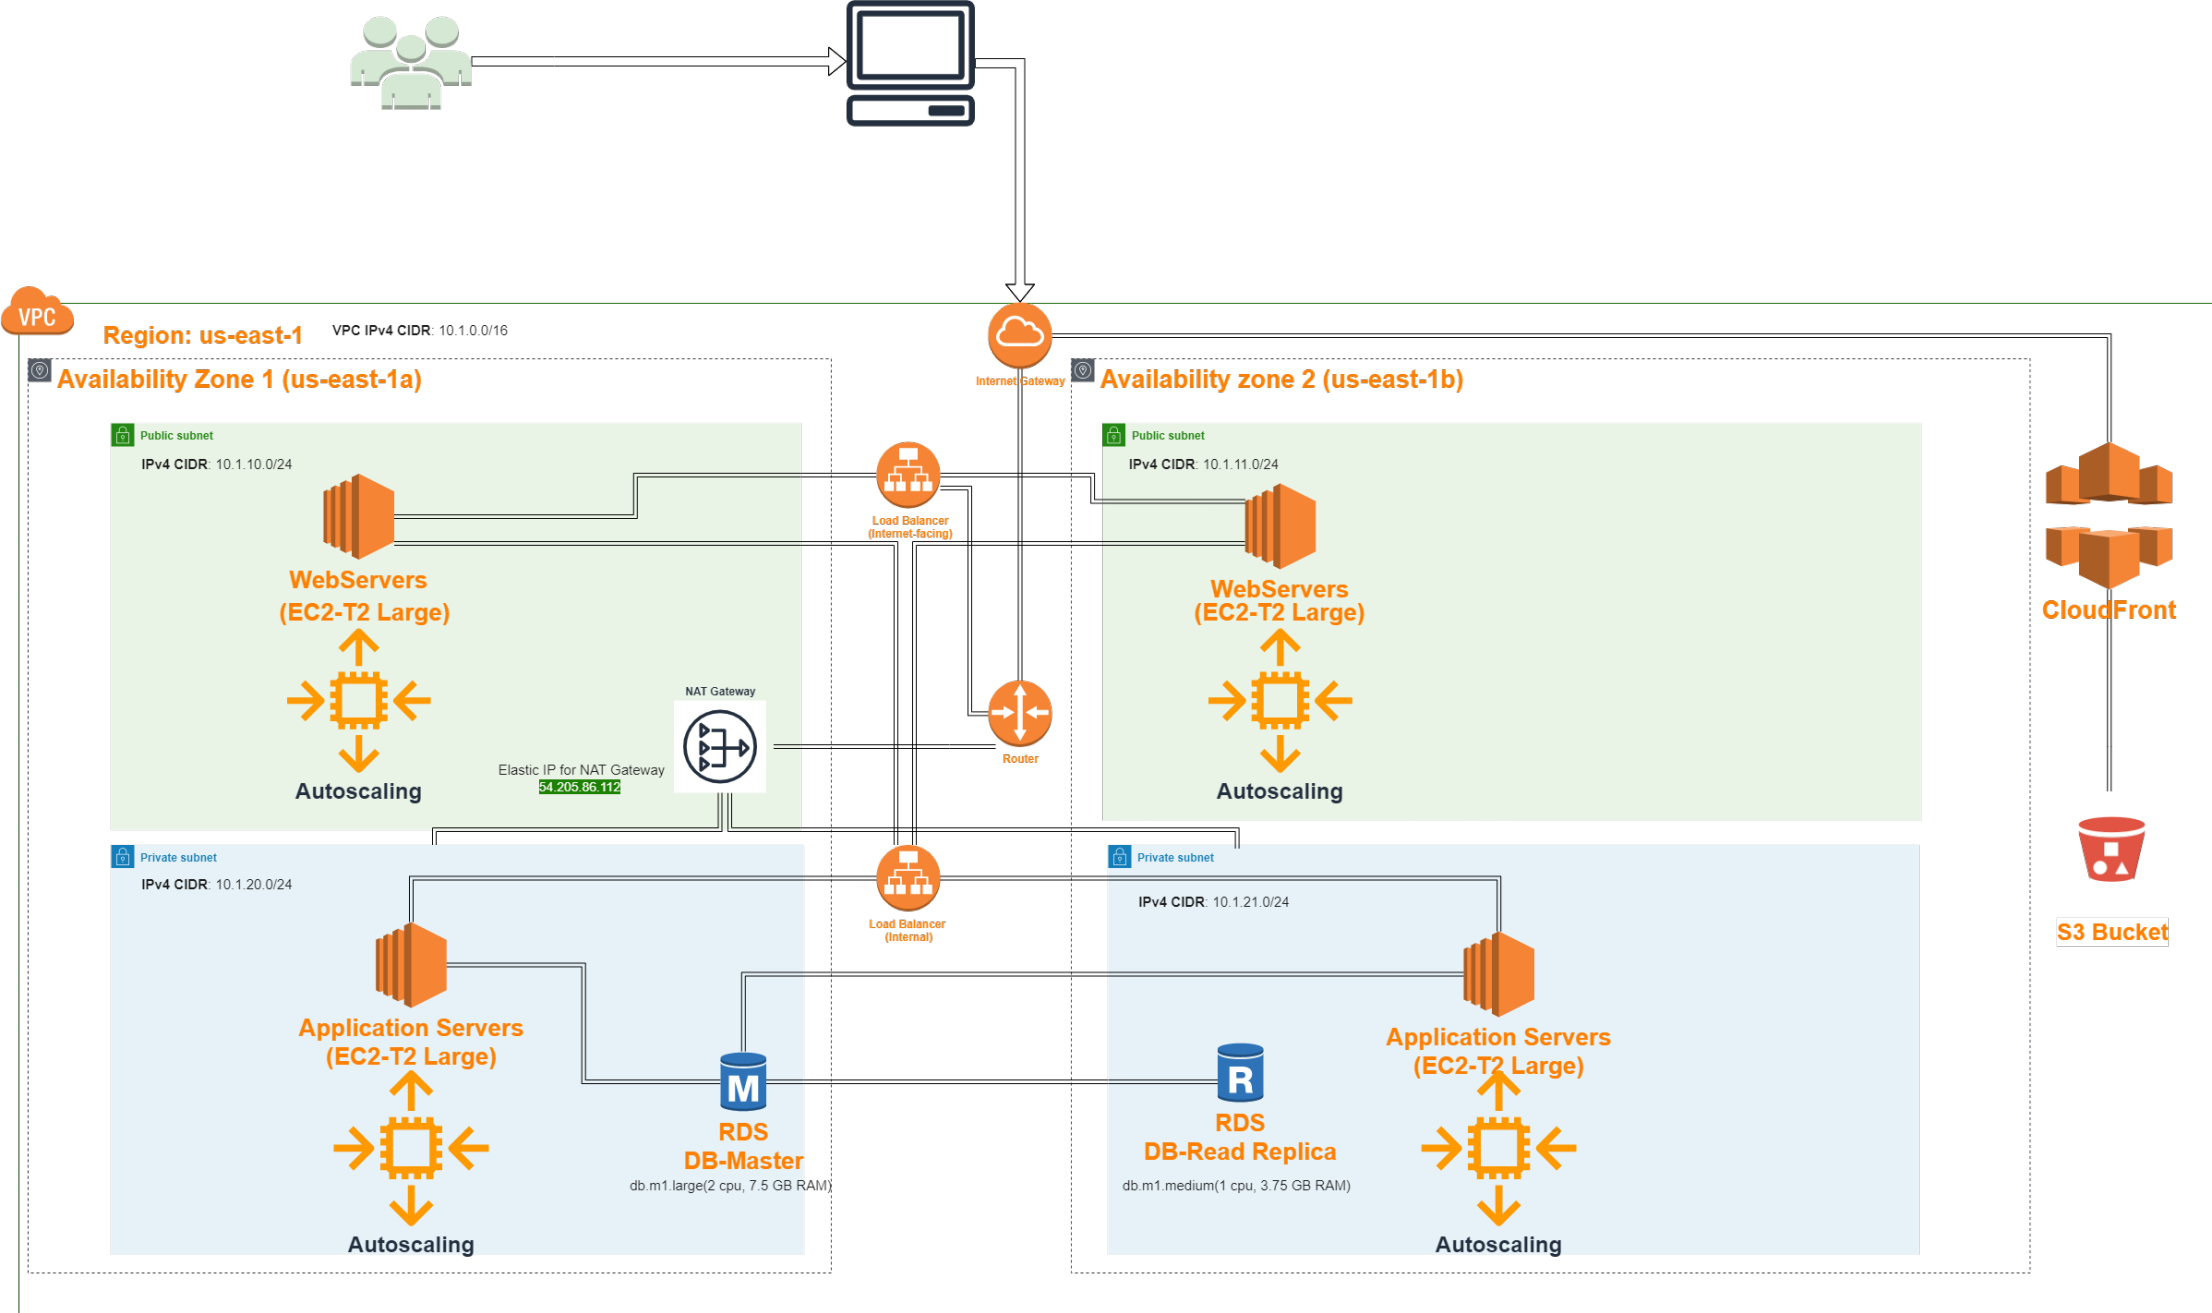 VPC
Region: us-east-1
VPC IPv4 CIDR: 10.1.0.0/16
Internet Gateway
Availability Zone 1 (us-east-1a)
Availability zone 2 (us-east-1b)
Public subnet
IPv4 CIDR: 10.1.10.0/24
WebServers
(EC2-T2 Large)
Autoscaling
NAT Gateway
Elastic IP for NAT Gateway
54.205.86.112
Load Balancer
(Internet-facing)
Router
Public subnet
IPv4 CIDR: 10.1.11.0/24
WebServers
(EC2-T2 Large)
Autoscaling
CloudFront
S3 Bucket
Private subnet
IPv4 CIDR: 10.1.20.0/24
Application Servers
(EC2-T2 Large)
Autoscaling
M
RDS
DB-Master
db.m1.large(2 cpu, 7.5 GB RAM)
Load Balancer
(Internal)
Private subnet
IPv4 CIDR: 10.1.21.0/24
R
RDS
DB-Read Replica
db.m1.medium(1 cpu, 3.75 GB RAM)
Application Servers
(EC2-T2 Large)
Autoscaling